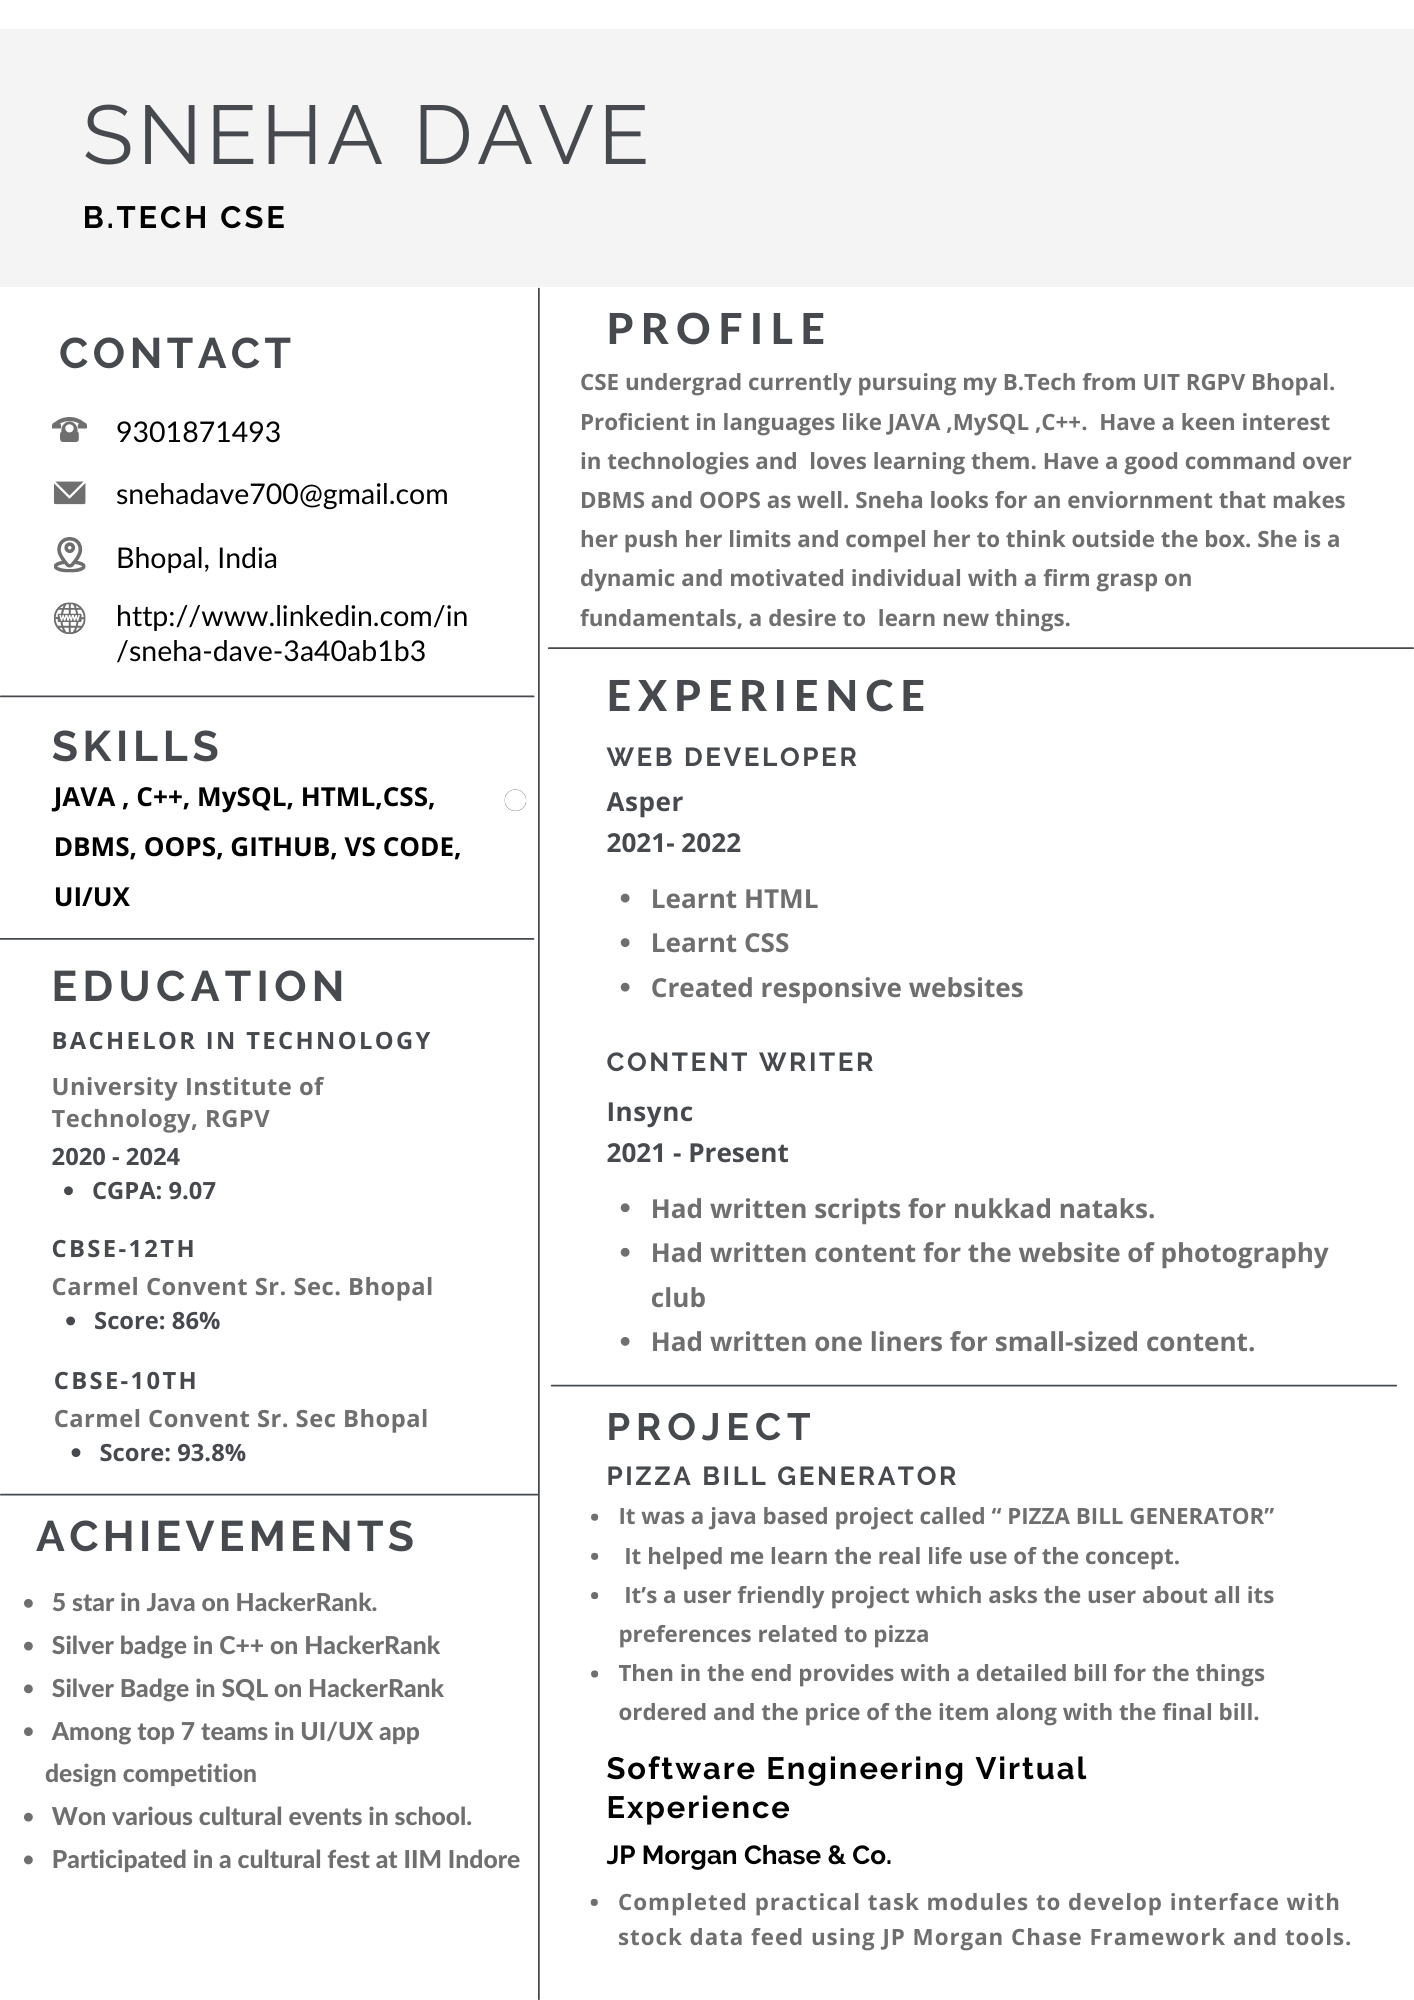 SNEHA DAVE
B.TECH CSE
CONTACT
9301871493
snehadave700@gmail.com
Bhopal, India
http://www.linkedin.com/in
/sneha-dave-3a40ab1b3
SKILLS
JAVA , C++, MySQL, HTML,CSS,
DBMS, OOPS, GITHUB, VS CODE,
UI/UX
EDUCATION
BACHELOR IN TECHNOLOGY
University Institute of
Technology, RGPV
2020 - 2024
• CGPA: 9.07
CBSE-12TH
Carmel Convent Sr. Sec. Bhopal
• Score: 86%
CBSE-10TH
Carmel Convent Sr. Sec Bhopal
• Score: 93.8%
ACHIEVEMENTS
• 5 star in Java on HackerRank.
• Silver badge in C++ on HackerRank
• Silver Badge in SQL on HackerRank
• Among top 7 teams in UI/UX app
design competition
• Won various cultural events in school.
• Participated in a cultural fest at IIM Indore
PROFILE
CSE undergrad currently pursuing my B.Tech from UIT RGPV Bhopal.
Proficient in languages like JAVA ,MySQL ,C++.  Have a keen interest
in technologies and  loves learning them. Have a good command over
DBMS and OOPS as well. Sneha looks for an enviornment that makes
her push her limits and compel her to think outside the box. She is a
dynamic and motivated individual with a firm grasp on
fundamentals, a desire to  learn new things.
EXPERIENCE
WEB DEVELOPER
Asper
2021- 2022
• Learnt HTML
• Learnt CSS
• Created responsive websites
CONTENT WRITER
Insync
2021 - Present
• Had written scripts for nukkad nataks.
• Had written content for the website of photography
club
• Had written one liners for small-sized content.
PROJECT
PIZZA BILL GENERATOR
• It was a java based project called “ PIZZA BILL GENERATOR”
• It helped me learn the real life use of the concept.
• It’s a user friendly project which asks the user about all its
preferences related to pizza
• Then in the end provides with a detailed bill for the things
ordered and the price of the item along with the final bill.
Software Engineering Virtual
Experience
JP Morgan Chase & Co.
• Completed practical task modules to develop interface with
stock data feed using JP Morgan Chase Framework and tools.